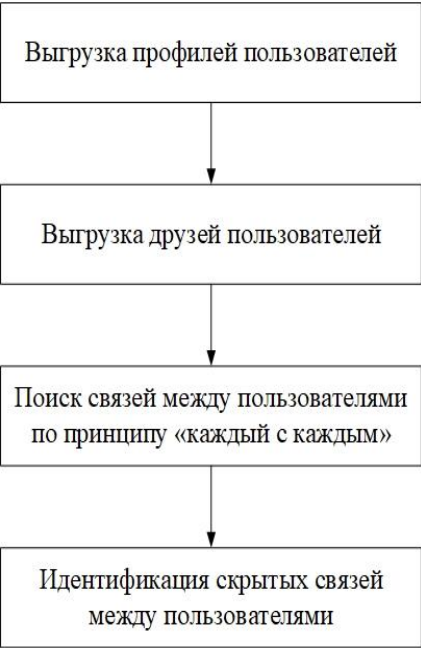 Выгрузка профилей пользователей
Выгрузка друзей пользователей
Поиск связей между пользователями
по принципу «каждый с каждым»
Идентификация скрытых связей
между пользователями